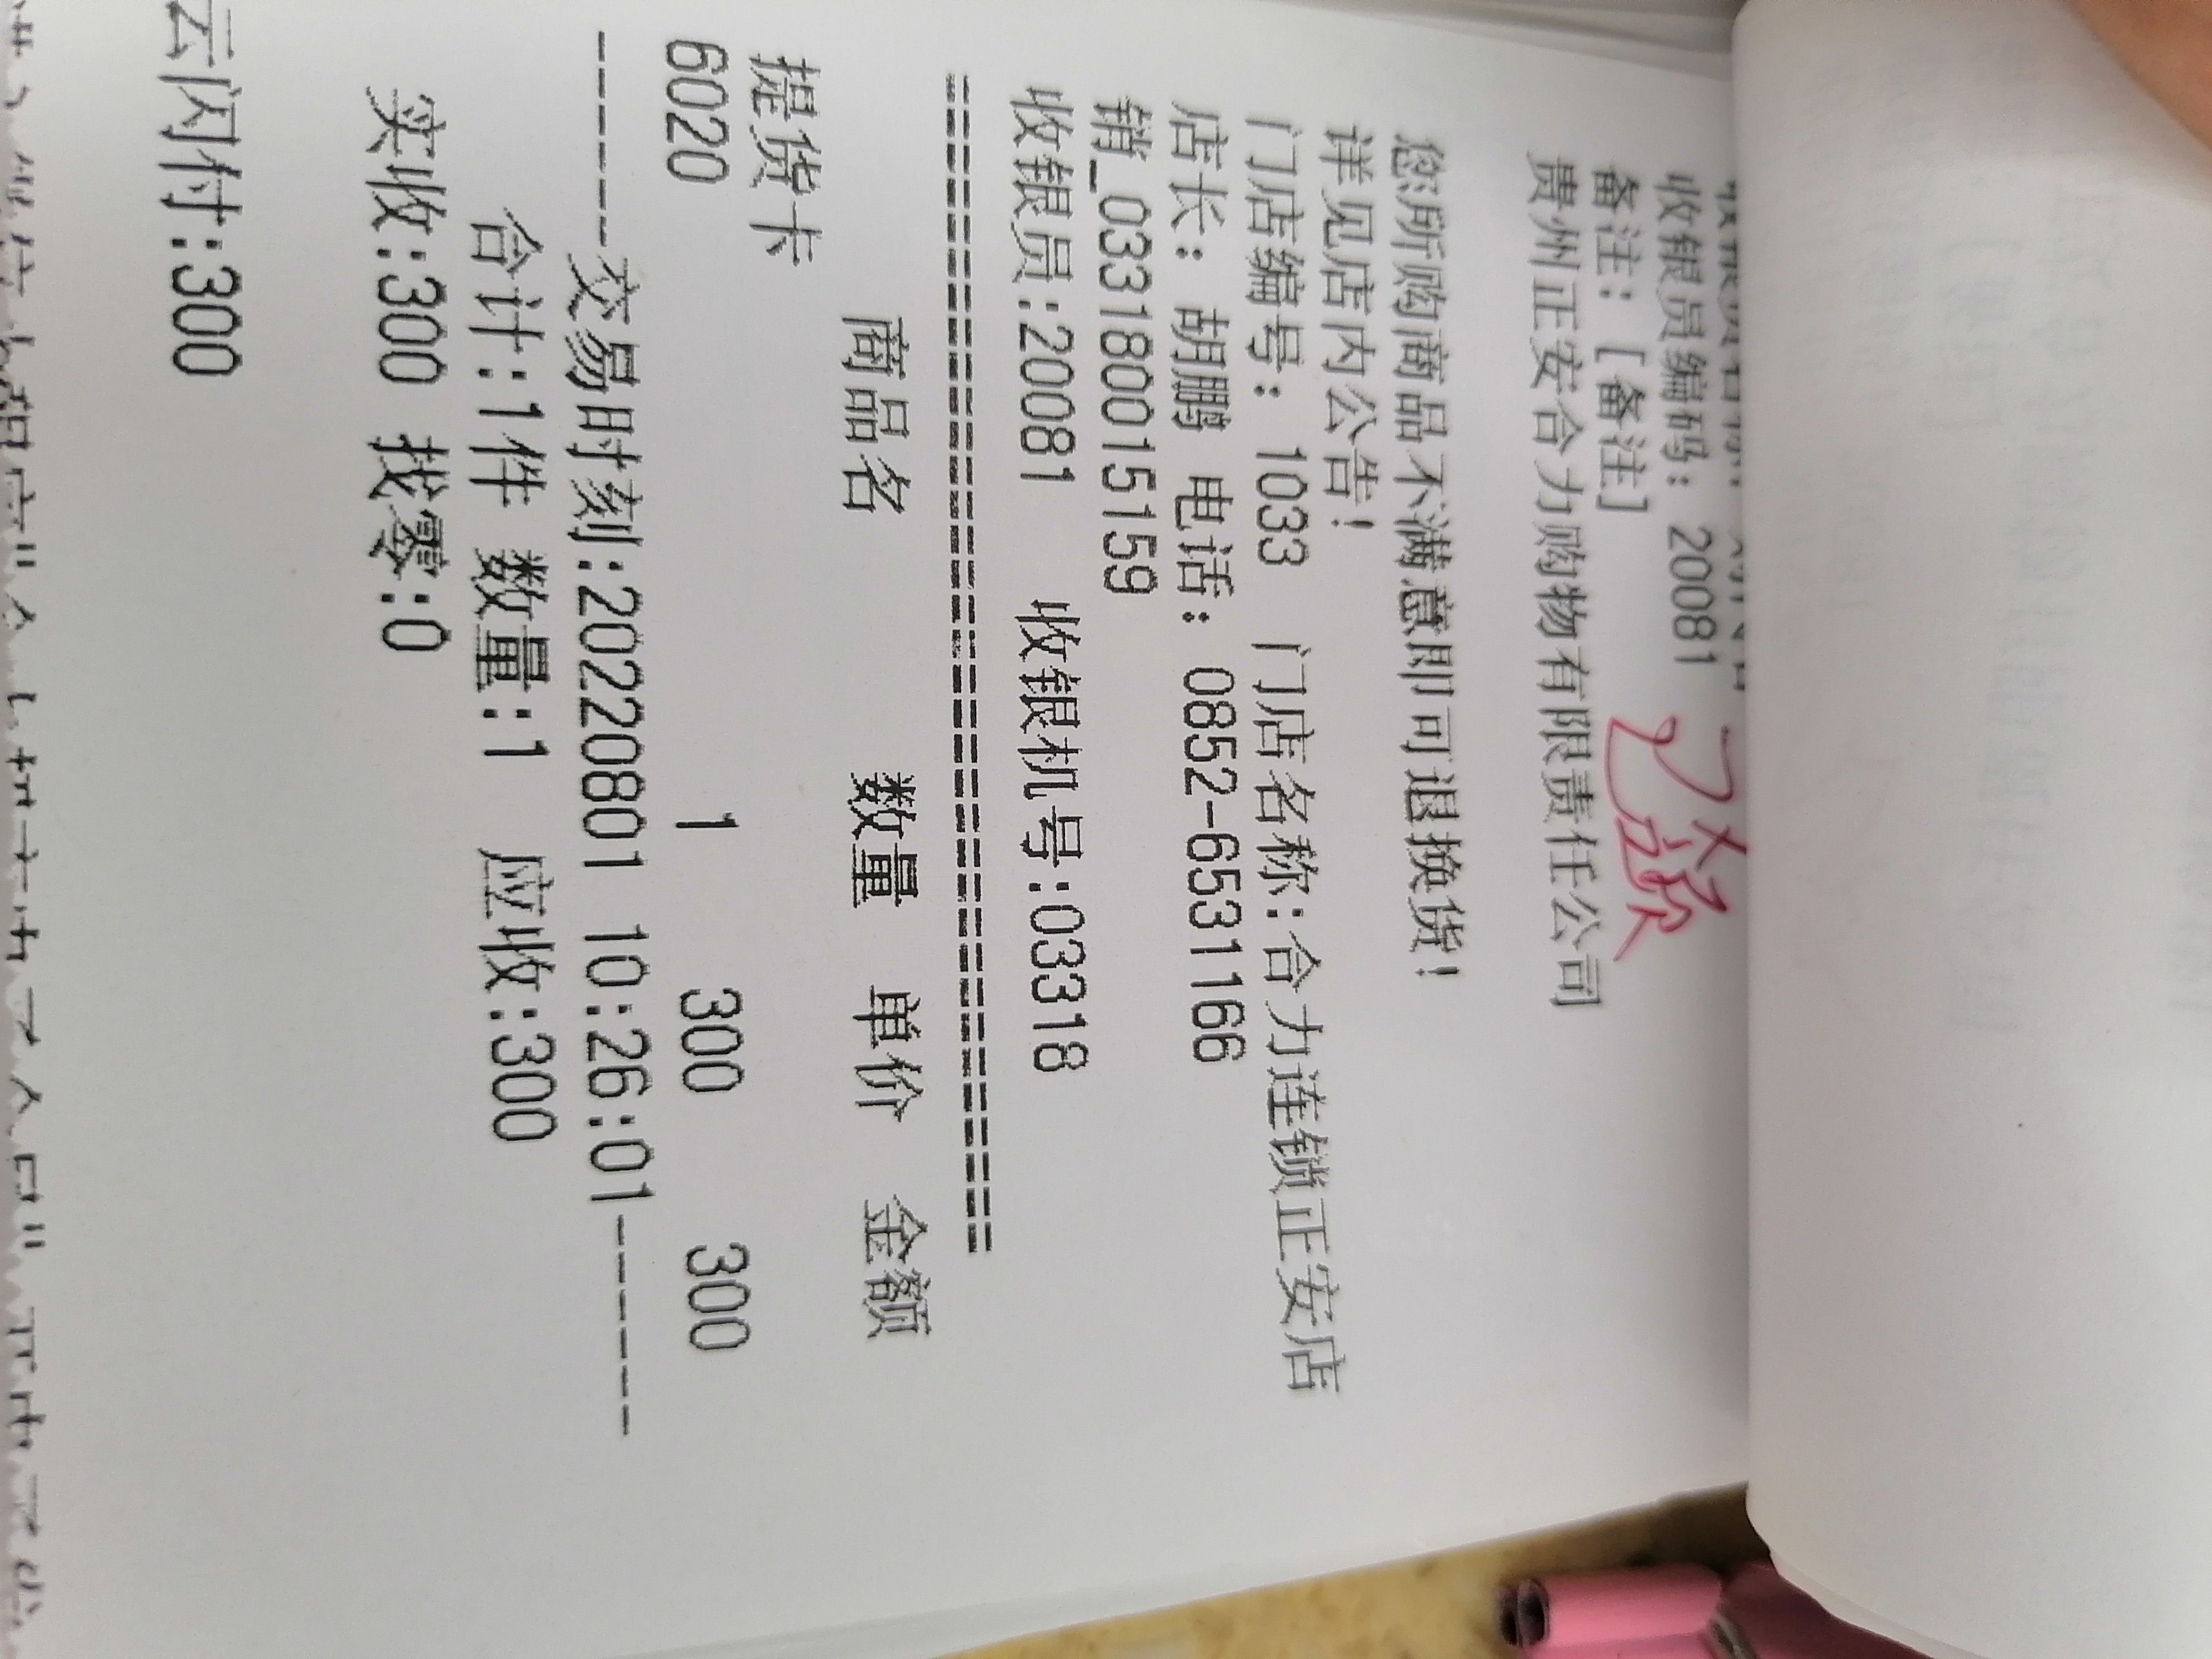 收银员编码: 20081
备注: [备注]
贵州正安合力购物有限责任公司
您所购商品不满意即可退换货!
详见店内公告!
门店编号: 1033 门店名称:合力连锁正安店
店长: 胡鹏 电话: 0852-6531166
销_033180015159
收银员:20081 收银机号:03318
==================================
商品名 数量 单价 金额
提货卡
6020 1 300 300
------交易时刻:20220801 10:26:01------
合计:1件 数量:1 应收:300
实收:300 找零:0
云闪付:300